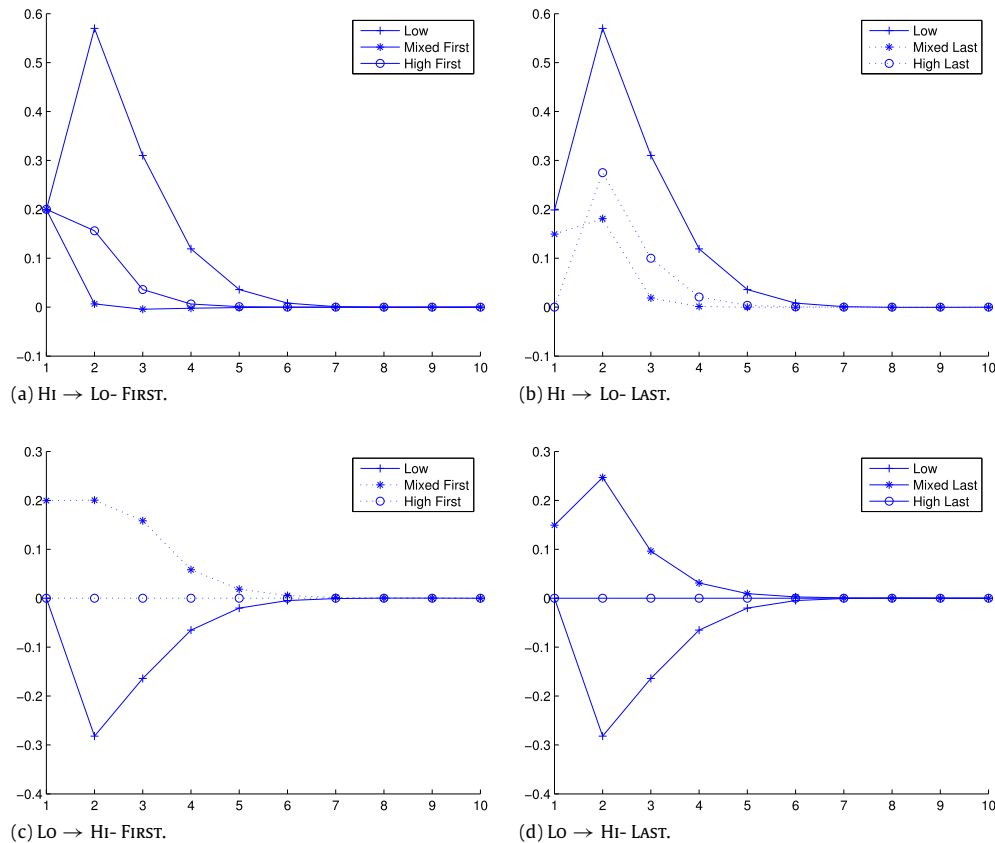 0.6
0.5
0.4
0.3
0.2
0.1
0
−0.1
1 2 3 4 5 6 7 8 9 10
Low
Mixed First
High First
(a) Hi → Lo- First.
0.6
0.5
0.4
0.3
0.2
0.1
0
−0.1
1 2 3 4 5 6 7 8 9 10
Low
Mixed Last
High Last
(b) Hi → Lo- Last.
0.3
0.2
0.1
0
−0.1
−0.2
−0.3
−0.4
1 2 3 4 5 6 7 8 9 10
Low
Mixed First
High First
(c) Lo → Hi- First.
0.3
0.2
0.1
0
−0.1
−0.2
−0.3
−0.4
1 2 3 4 5 6 7 8 9 10
Low
Mixed Last
High Last
(d) Lo → Hi- Last.